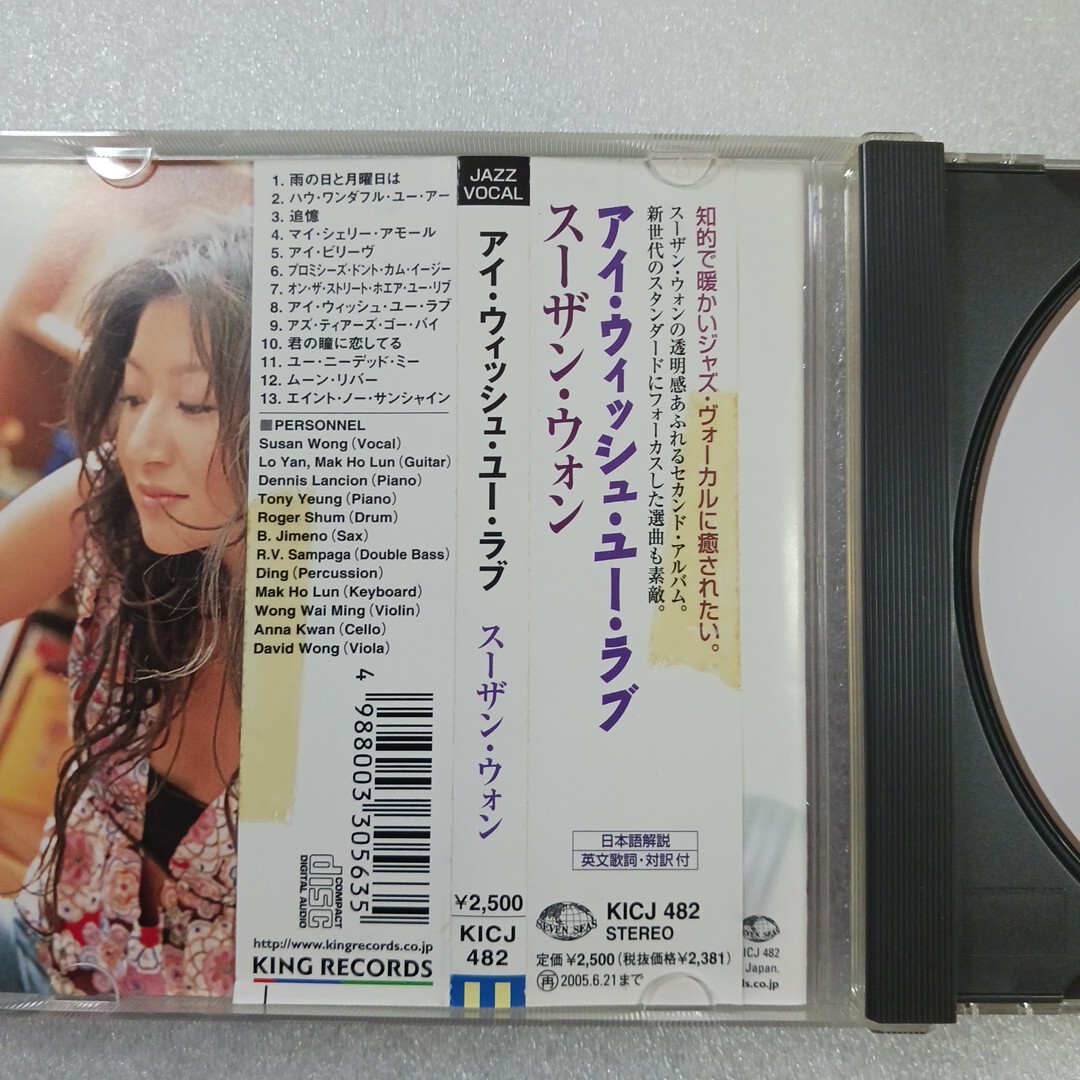 1. 雨の日と月曜日は
2. ハウ・ワンダフル・ユー・アー
3. 追憶
4. マイ・シェリー・アモール
5. アイ・ビリーヴ
6. プロミシーズ・ドント・カム・イージー
7. オン・ザ・ストリート・ホエア・ユー・リブ
8. アイ・ウィッシュ・ユー・ラブ
9. アズ・ティアーズ・ゴー・バイ
10. 君の瞳に恋してる
11. ユー・ニーデッド・ミー
12. ムーン・リバー
13. エイント・ノー・サンシャイン
■PERSONNEL
Susan Wong (Vocal)
Lo Yan, Mak Ho Lun (Guitar)
Dennis Lancion (Piano)
Tony Yeung (Piano)
Roger Shum (Drum)
B. Jimeno (Sax)
R.V. Sampaga (Double Bass)
Ding (Percussion)
Mak Ho Lun (Keyboard)
Wong Wai Ming (Violin)
Anna Kwan (Cello)
David Wong (Viola)
4 988003 305635
COMPACT
disc
DIGITAL AUDIO
http://www.kingrecords.co.jp
KING RECORDS
JAZZ
VOCAL
アイ・ウィッシュ・ユー・ラブ スーザン・ウォン
¥2,500
KICJ
482
知的で暖かいジャズ・ヴォーカルに癒されたい。
スーザン・ウォンの透明感あふれるセカンド・アルバム。
新世代のスタンダードにフォーカスした選曲も素敵。
アイ・ウィッシュ・ユー・ラブ
スーザン・ウォン
日本語解説
英文歌詞・対訳付
SEVEN SEAS
KICJ 482
STEREO
定価¥2,500(税抜価格¥2,381)
再 2005.6.21まで
SEVEN SEAS
ICJ 482
Japan.
ds.co.jp